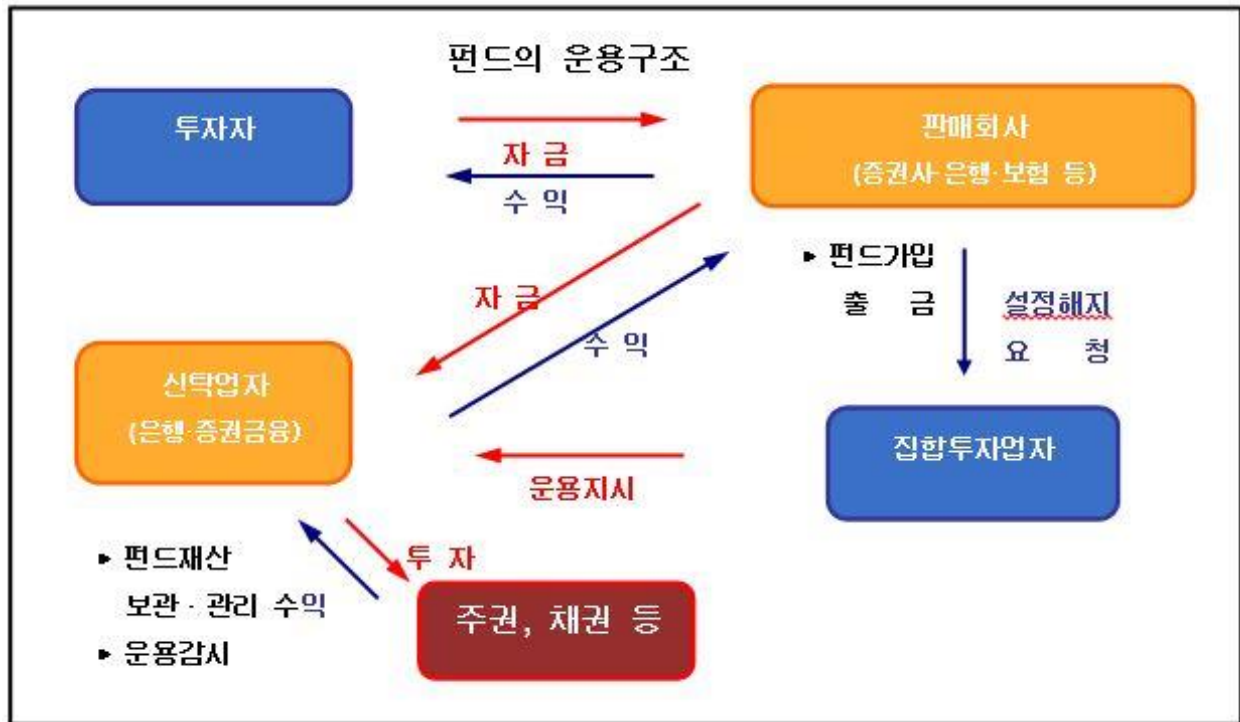 펀드의 운용구조
투자자
판매회사
(증권사·은행·보험 등)
자 금
수 익
▸ 펀드가입
출 금
설정해지
요 청
자 금
수 익
신탁업자
(은행·증권금융)
집합투자업자
운용지시
▸ 펀드재산
보관 · 관리 수익
▸ 운용감시
투 자
주권, 채권 등